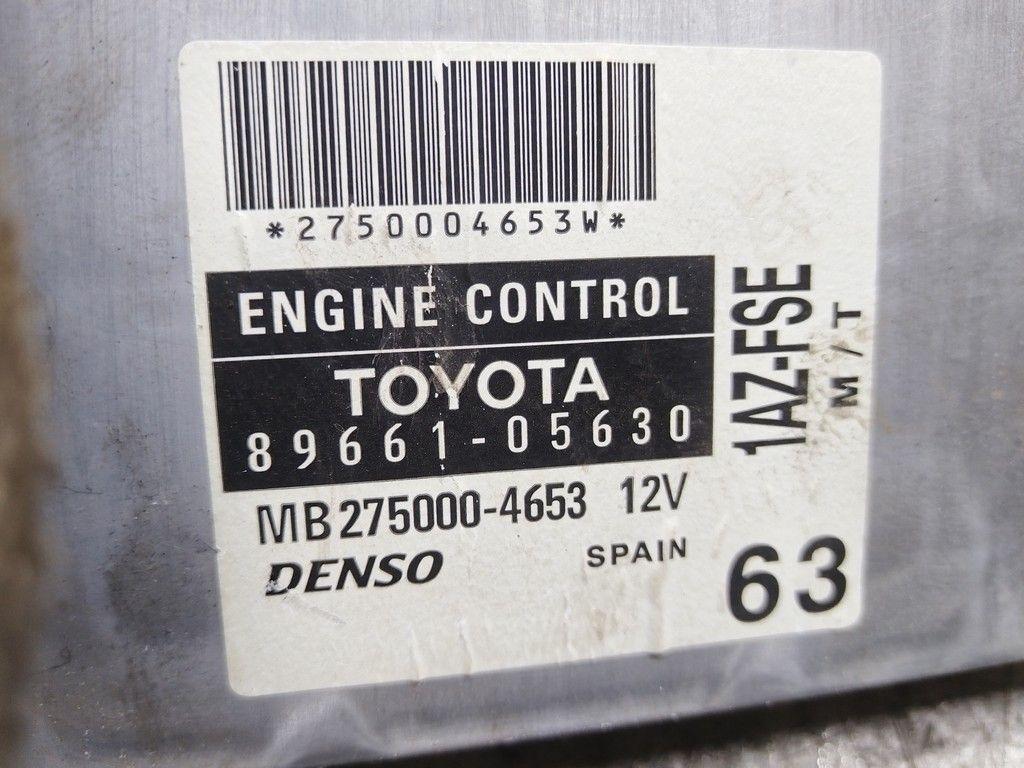 *2750004653W*
ENGINE CONTROL
TOYOTA
89661-05630
MB275000-4653 12V
DENSO SPAIN
1AZ-FSE
M/T
63